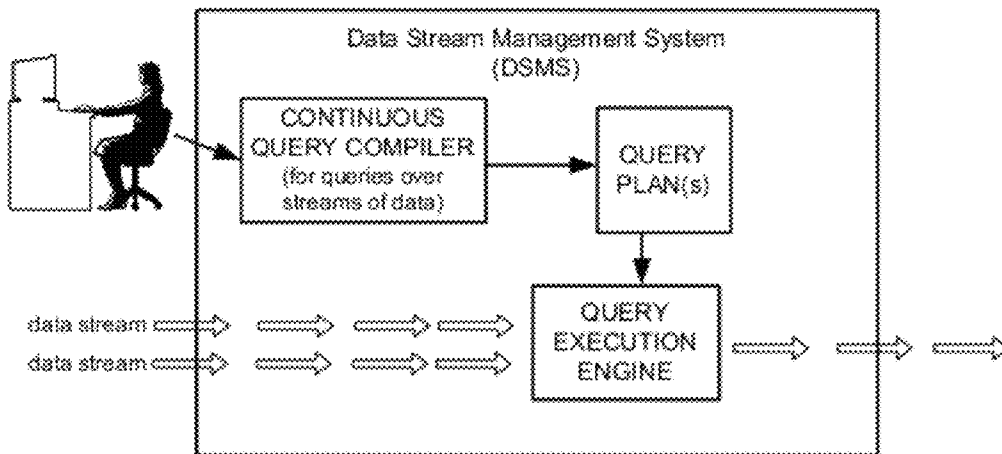 Data Stream Management System
(DSMS)
CONTINUOUS
QUERY COMPILER
(for queries over
streams of data)
QUERY
PLAN(s)
data stream
data stream
QUERY
EXECUTION
ENGINE